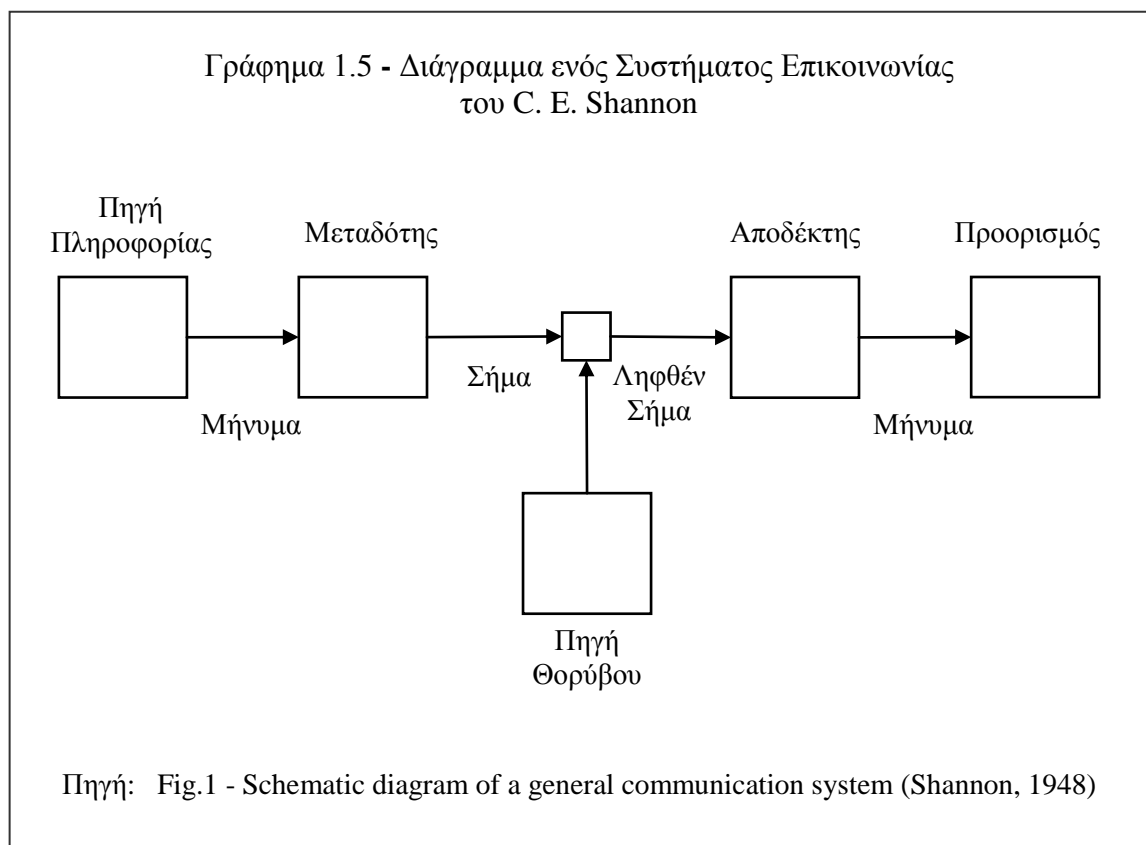 Γράφημα 1.5 - Διάγραμμα ενός Συστήματος Επικοινωνίας
του C. E. Shannon
Πηγή
Πληροφορίας
Μεταδότης
Αποδέκτης
Προορισμός
Μήνυμα
Σήμα
Ληφθέν
Σήμα
Μήνυμα
Πηγή
Θορύβου
Πηγή: Fig.1 - Schematic diagram of a general communication system (Shannon, 1948)